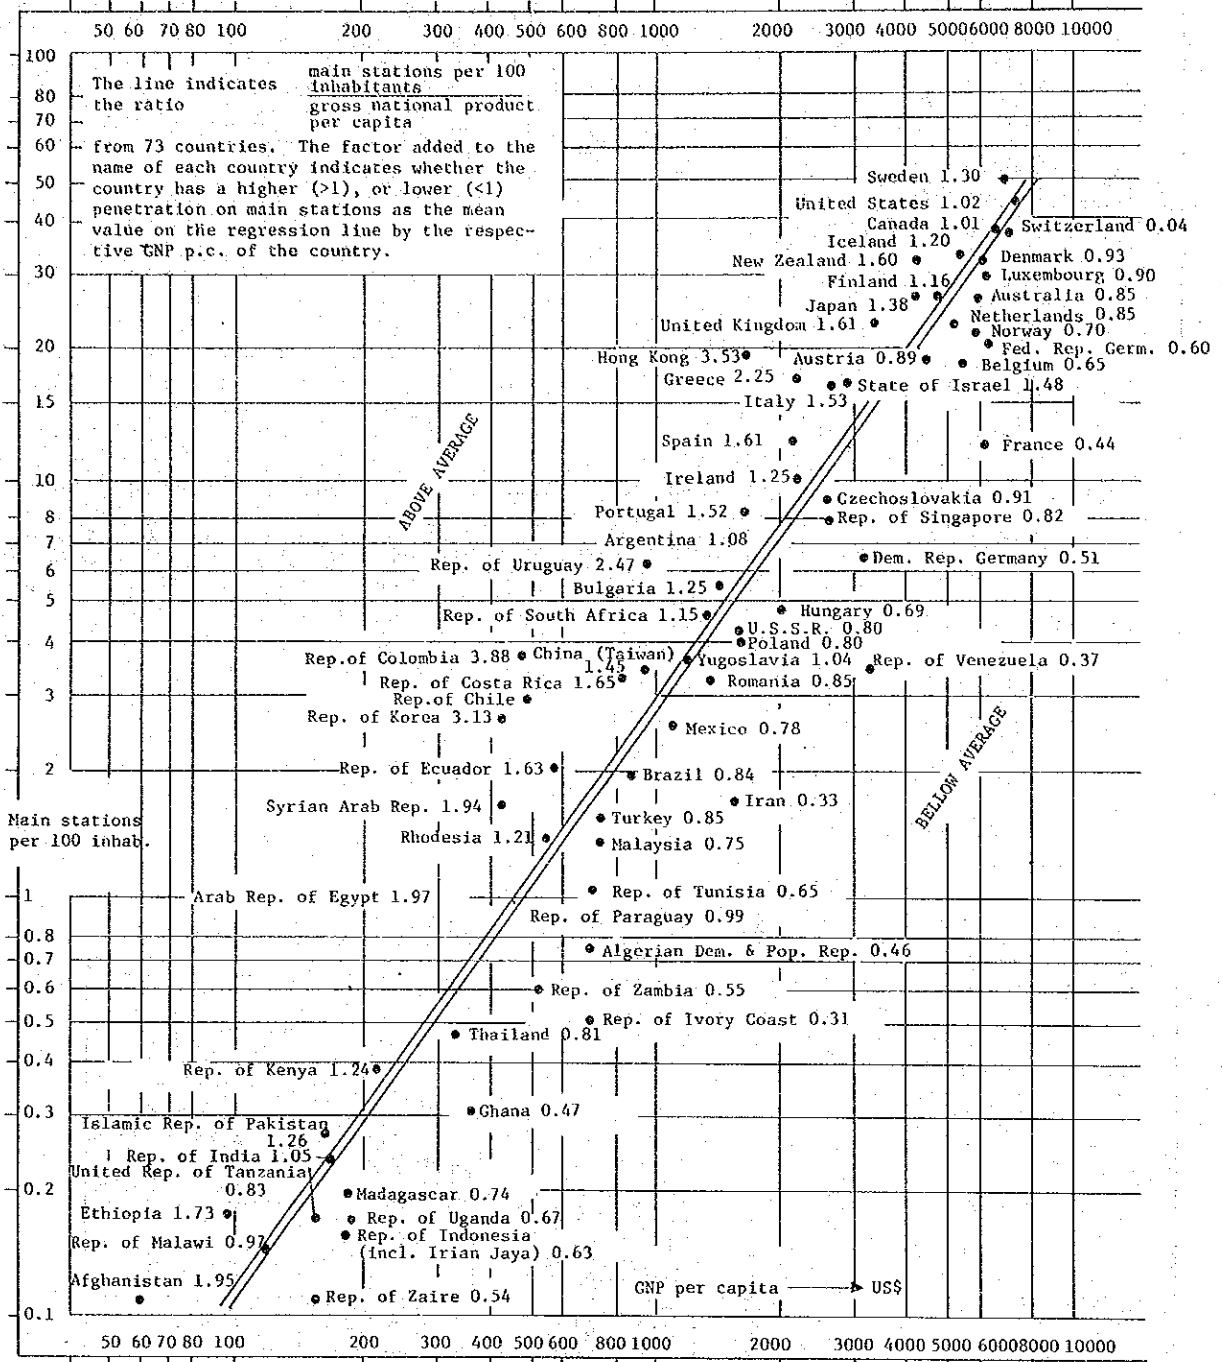 50 60 70 80 100 200 300 400 500 600 1000 2000 3000 4000 5000 6000 8000 10000
100
The line indicates
the ratio
main stations per 100
inhabitants
gross national product
per capita
80
70
60
from 73 countries. The factor added to the
name of each country indicates whether the
country has a higher (>1), or lower (<1)
penetration on main stations as the mean
value on the regression line by the respec-
tive GNP p.c. of the country.
50
40
30
Sweden 1.30
United States 1.02
Canada 1.01
Switzerland 0.04
Iceland 1.20
New Zealand 1.60
Denmark 0.93
Luxembourg 0.90
Finland 1.16
Australia 0.85
Japan 1.38
Netherlands 0.85
United Kingdom 1.61
Norway 0.70
Fed. Rep. Germ. 0.60
20
Hong Kong 3.53
Austria 0.89
Belgium 0.65
Greece 2.25
State of Israel 1.48
Italy 1.53
15
Spain 1.61
France 0.44
ABOVE AVERAGE
Ireland 1.25
10
Czechoslovakia 0.91
Portugal 1.52
Rep. of Singapore 0.82
8
Argentina 1.08
7
Dem. Rep. Germany 0.51
Rep. of Uruguay 2.47
6
Bulgaria 1.25
5
Hungary 0.69
Rep. of South Africa 1.15
U.S.S.R. 0.80
4
Poland 0.80
Rep.of Colombia 3.88
China (Taiwan)
1.45
Yugoslavia 1.04
Rep. of Venezuela 0.37
Rep. of Costa Rica 1.65
Romania 0.85
3
Rep.of Chile
Rep. of Korea 3.13
Mexico 0.78
BELLOW AVERAGE
2
Rep. of Ecuador 1.63
Brazil 0.84
Syrian Arab Rep. 1.94
Iran 0.33
Main stations
per 100 inhab.
Turkey 0.85
Rhodesia 1.21
Malaysia 0.75
1
Arab Rep. of Egypt 1.97
Rep. of Tunisia 0.65
Rep. of Paraguay 0.99
0.8
Algerian Dem. & Pop. Rep. 0.46
0.7
0.6
Rep. of Zambia 0.55
0.5
Rep. of Ivory Coast 0.31
Thailand 0.81
0.4
Rep. of Kenya 1.24
0.3
Ghana 0.47
Islamic Rep. of Pakistan
1.26
Rep. of India 1.05
United Rep. of Tanzania
0.83
0.2
Madagascar 0.74
Ethiopia 1.73
Rep. of Uganda 0.67
Rep. of Malawi 0.97
Rep. of Indonesia
(incl. Irian Jaya) 0.63
Afghanistan 1.95
GNP per capita → US$
Rep. of Zaire 0.54
0.1
50 60 70 80 100 200 300 400 500 600 1000 2000 3000 4000 5000 6000 8000 10000